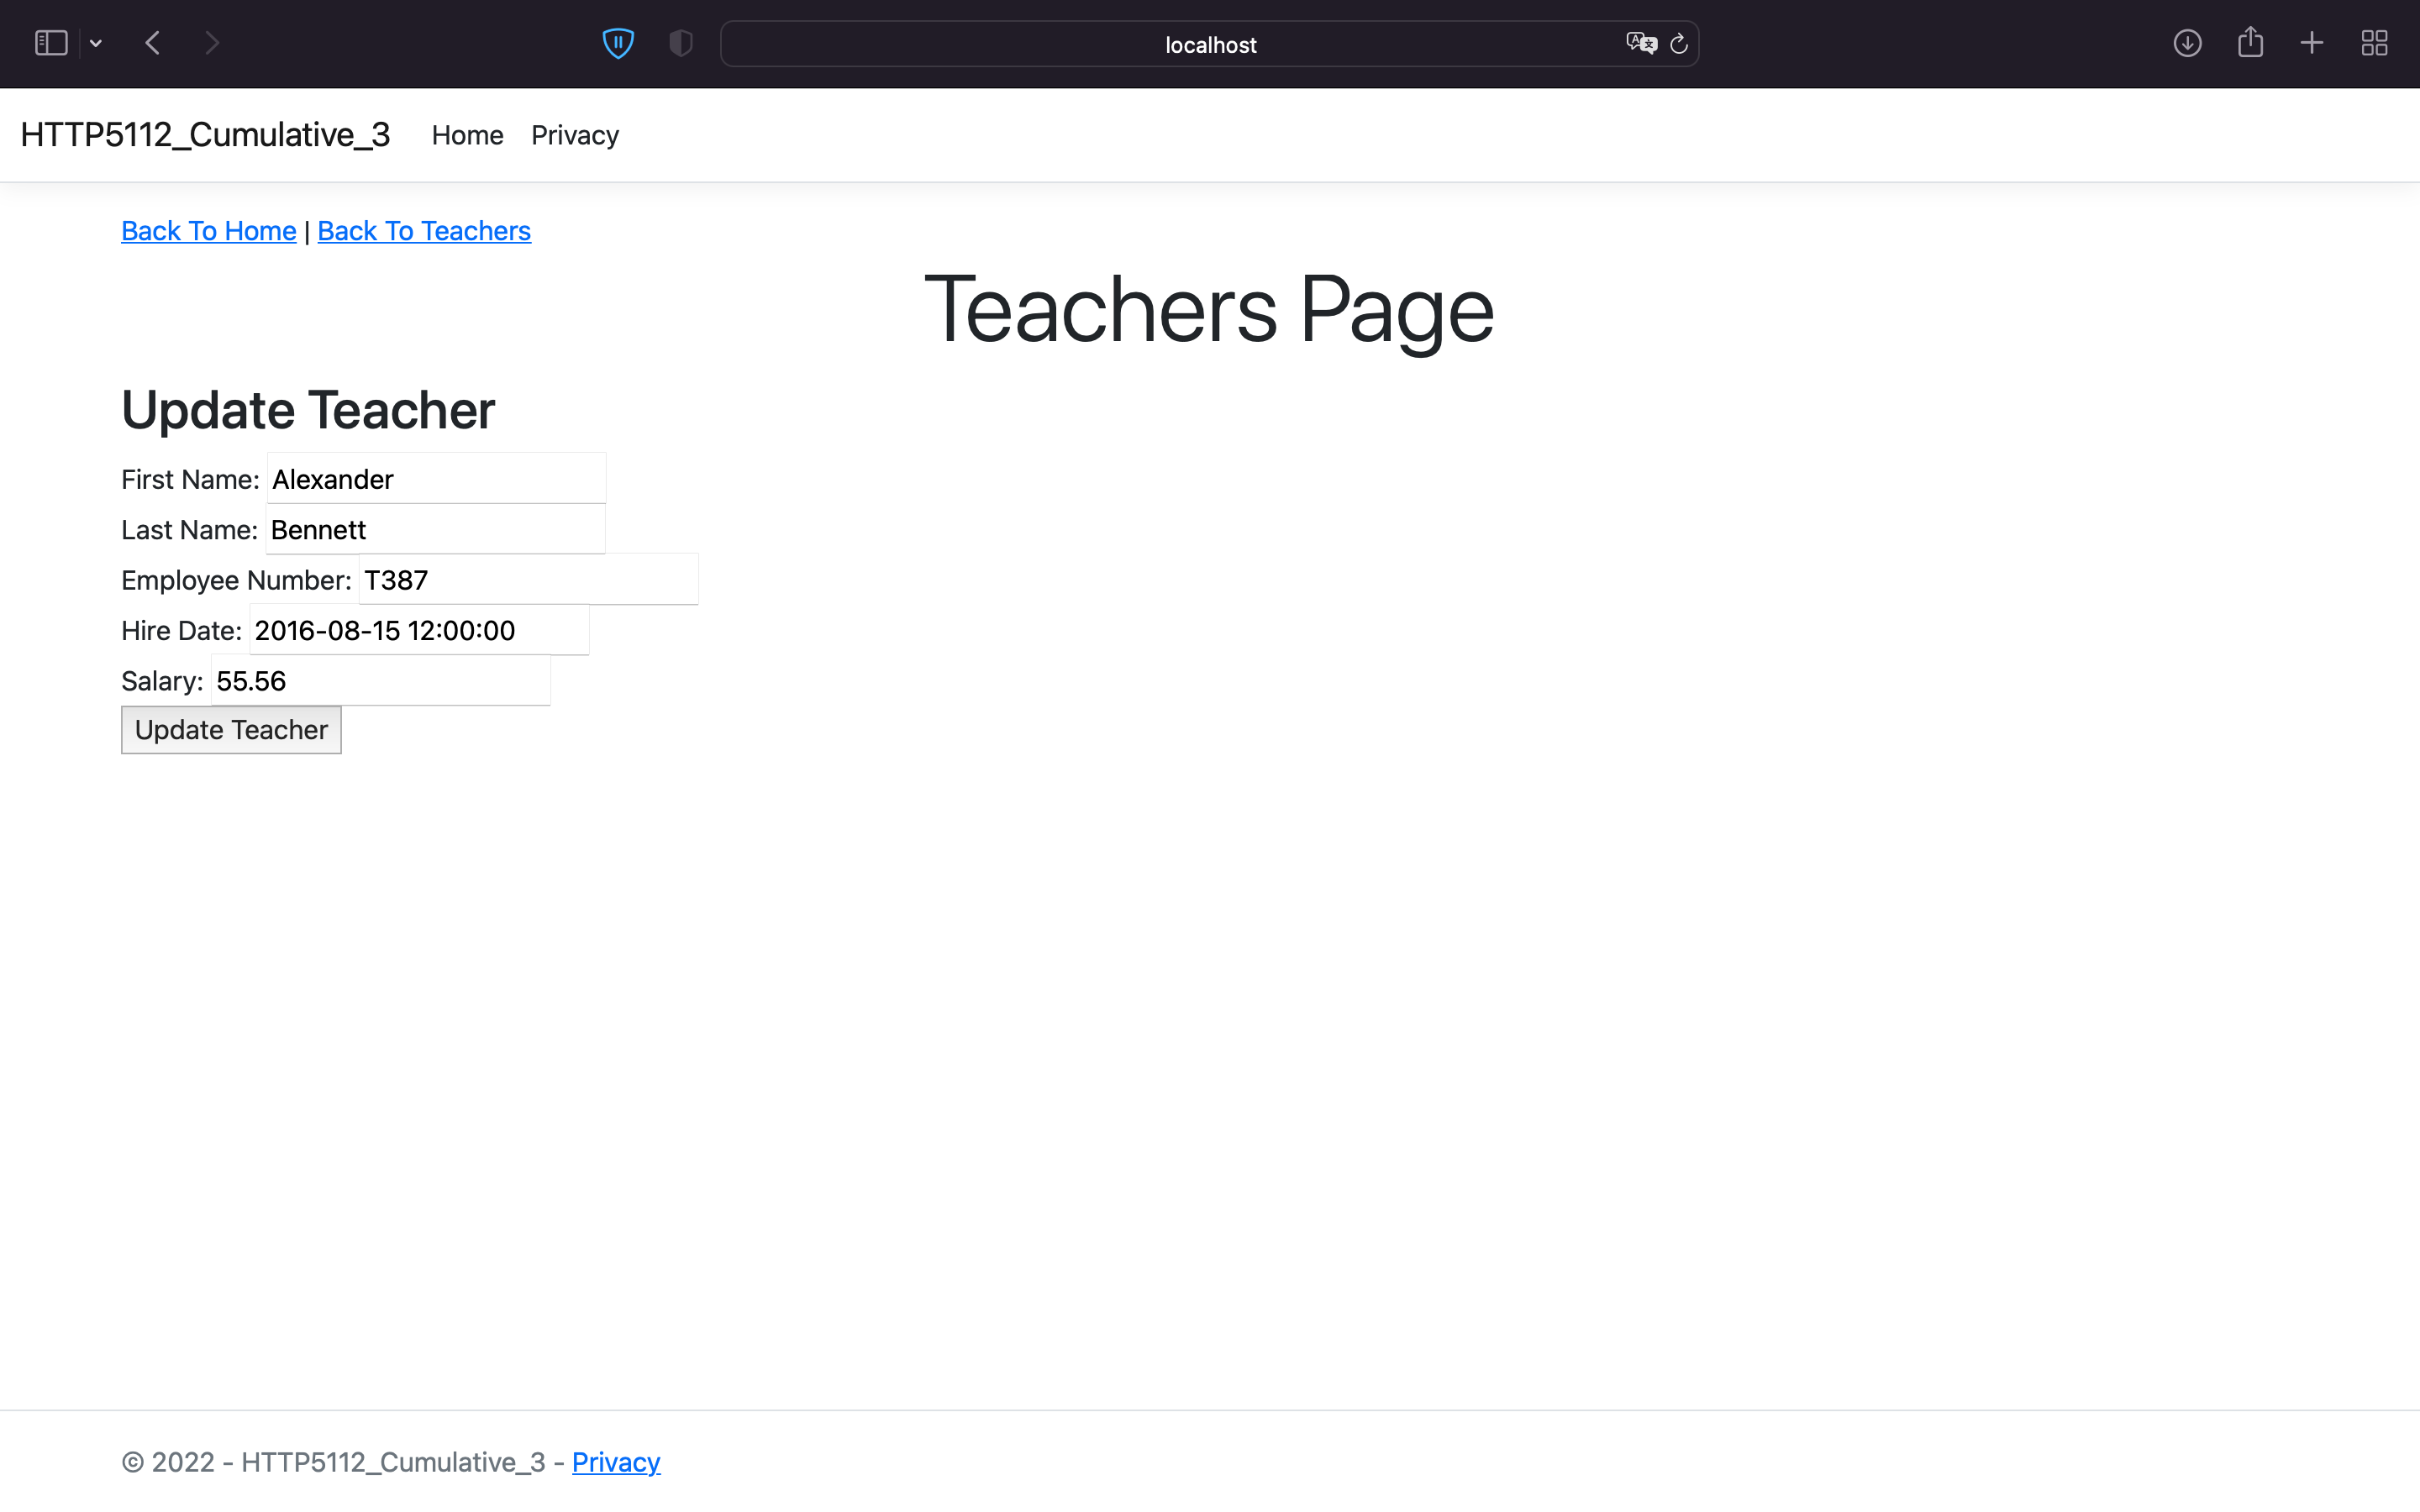 localhost
HTTP5112_Cumulative_3 Home Privacy
Back To Home | Back To Teachers
Teachers Page
Update Teacher
First Name: Alexander
Last Name: Bennett
Employee Number: T387
Hire Date: 2016-08-15 12:00:00
Salary: 55.56
Update Teacher
© 2022 - HTTP5112_Cumulative_3 - Privacy